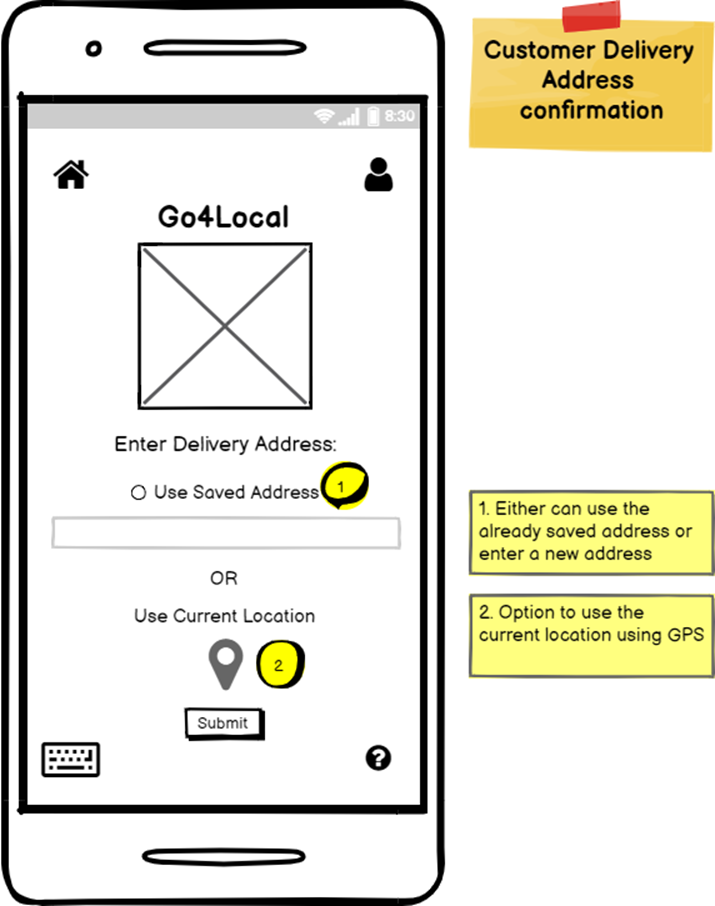 Customer Delivery
Address
confirmation
8:30
Go4Local
Enter Delivery Address:
Use Saved Address
1
OR
Use Current Location
2
Submit
?
1. Either can use the
already saved address or
enter a new address
2. Option to use the
current location using GPS